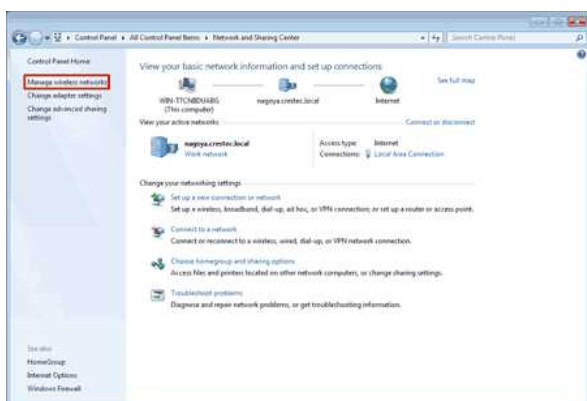 Control Panel ▸ All Control Panel Items ▸ Network and Sharing Center
Search Control Panel
Control Panel Home
Manage wireless networks
Change adapter settings
Change advanced sharing
settings
View your basic network information and set up connections
See full map
(This computer)
nagoya.crestec.local
Internet
View your active networks
Connect or disconnect
nagoya.crestec.local
Work network
Access type: Internet
Connections: Local Area Connection
Change your networking settings
Set up a new connection or network
Set up a wireless, broadband, dial-up, ad hoc, or VPN connection; or set up a router or access point.
Connect to a network
Connect or reconnect to a wireless, wired, dial-up, or VPN network connection.
Choose homegroup and sharing options
Access files and printers located on other network computers, or change sharing settings.
Troubleshoot problems
Diagnose and repair network problems, or get troubleshooting information.
See also
HomeGroup
Internet Options
Windows Firewall